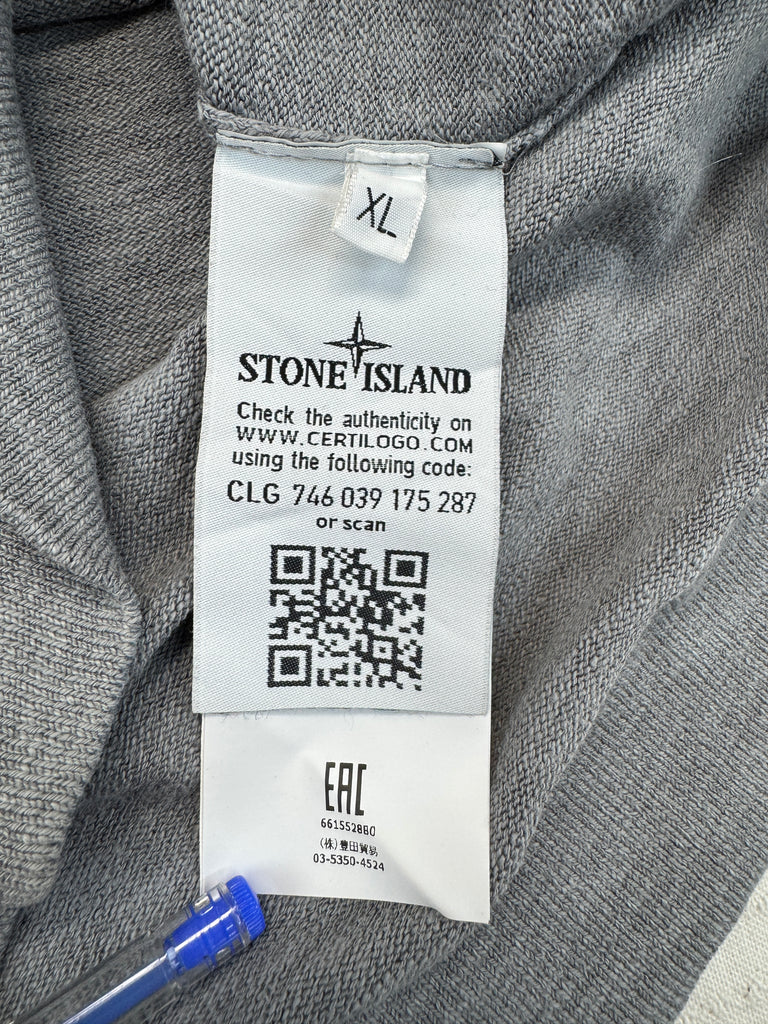 XL
STONE ISLAND
Check the authenticity on
WWW.CERTILOGO.COM
using the following code:
CLG 746 039 175 287
or scan
EAC
661552880
(株)豊田貿易
03-5350-4524